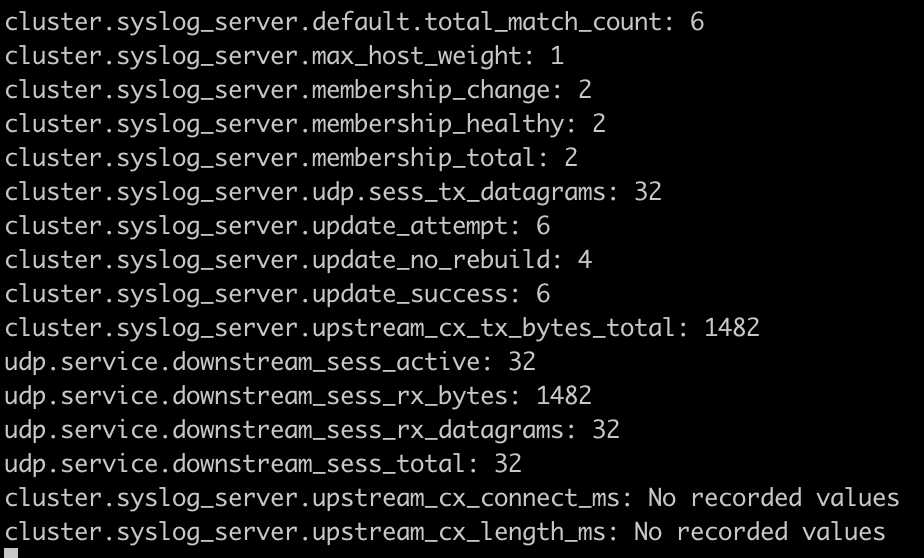 cluster.syslog_server.default.total_match_count: 6
cluster.syslog_server.max_host_weight: 1
cluster.syslog_server.membership_change: 2
cluster.syslog_server.membership_healthy: 2
cluster.syslog_server.membership_total: 2
cluster.syslog_server.udp.sess_tx_datagrams: 32
cluster.syslog_server.update_attempt: 6
cluster.syslog_server.update_no_rebuild: 4
cluster.syslog_server.update_success: 6
cluster.syslog_server.upstream_cx_tx_bytes_total: 1482
udp.service.downstream_sess_active: 32
udp.service.downstream_sess_rx_bytes: 1482
udp.service.downstream_sess_rx_datagrams: 32
udp.service.downstream_sess_total: 32
cluster.syslog_server.upstream_cx_connect_ms: No recorded values
cluster.syslog_server.upstream_cx_length_ms: No recorded values